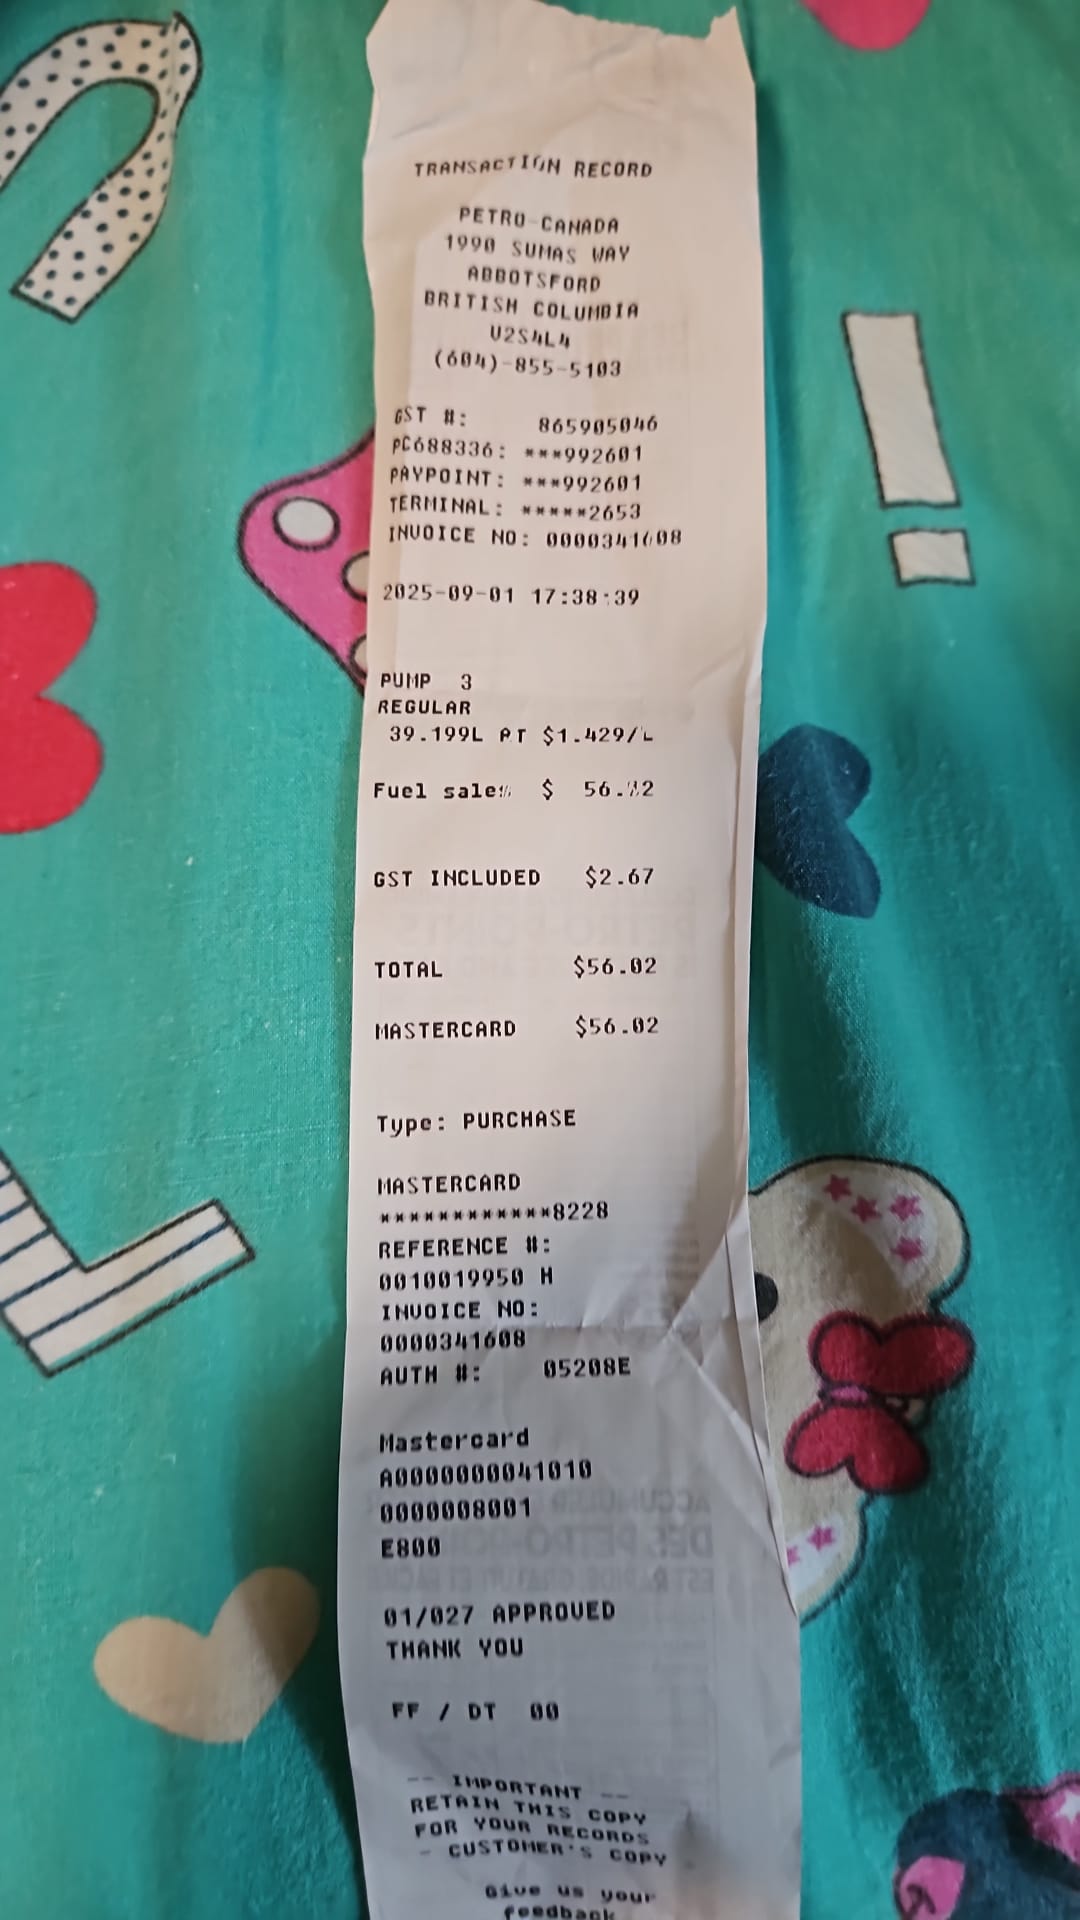 TRANSACTION RECORD
PETRO-CANADA
1990 SUMAS WAY
ABBOTSFORD
BRITISH COLUMBIA
V2S4L4
(604)-855-5103
GST #: 865905046
PC688336: ***992601
PAYPOINT: ***992601
TERMINAL: *****2653
INVOICE NO: 0000341608
2025-09-01 17:38:39
PUMP 3
REGULAR
39.199L AT $1.429/L
Fuel sales $ 56.02
GST INCLUDED $2.67
TOTAL $56.02
MASTERCARD $56.02
Type: PURCHASE
MASTERCARD
************8228
REFERENCE #:
0010019950 H
INVOICE NO:
0000341608
AUTH #: 05208E
Mastercard
A0000000041010
0000008001
E800
01/027 APPROVED
THANK YOU
FF / DT 00
-- IMPORTANT --
RETAIN THIS COPY
FOR YOUR RECORDS
- CUSTOMER'S COPY -
Give us your
feedback